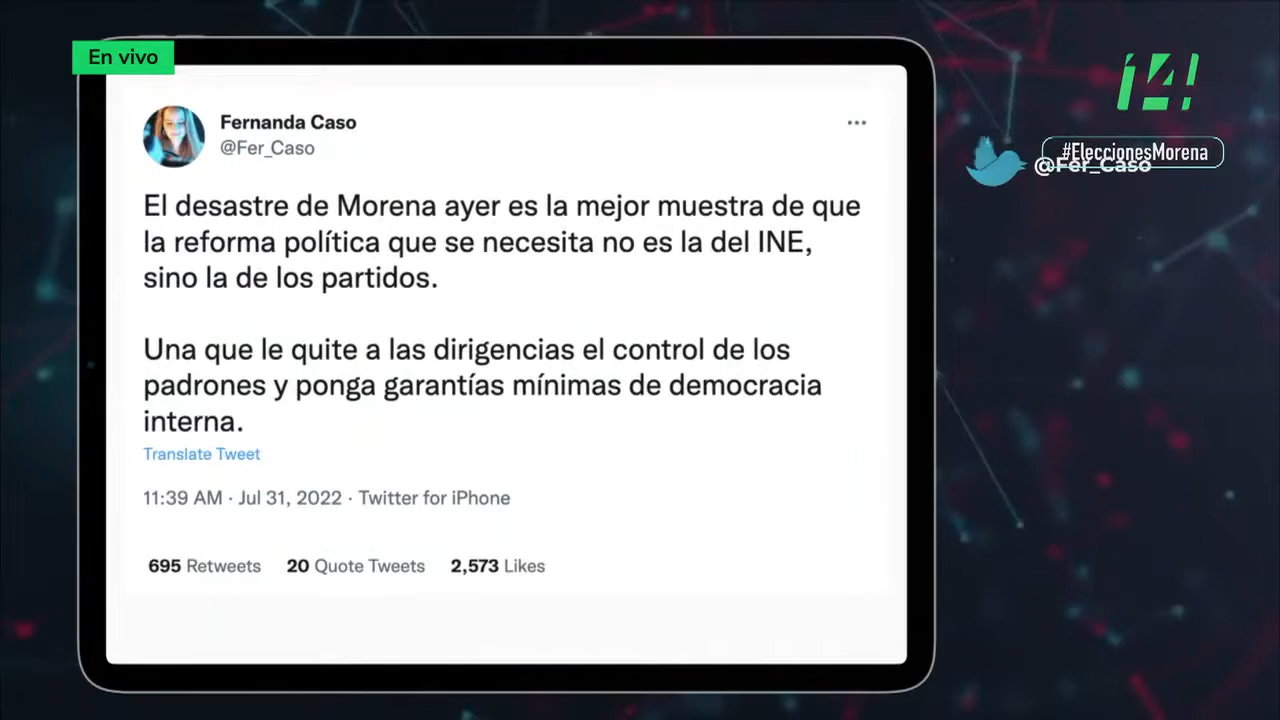 En vivo
Fernanda Caso
@Fer_Caso
El desastre de Morena ayer es la mejor muestra de que
la reforma política que se necesita no es la del INE,
sino la de los partidos.
Una que le quite a las dirigencias el control de los
padrones y ponga garantías mínimas de democracia
interna.
Translate Tweet
11:39 AM · Jul 31, 2022 · Twitter for iPhone
695 Retweets 20 Quote Tweets 2,573 Likes
14!
#EleccionesMorena
@Fer_Caso